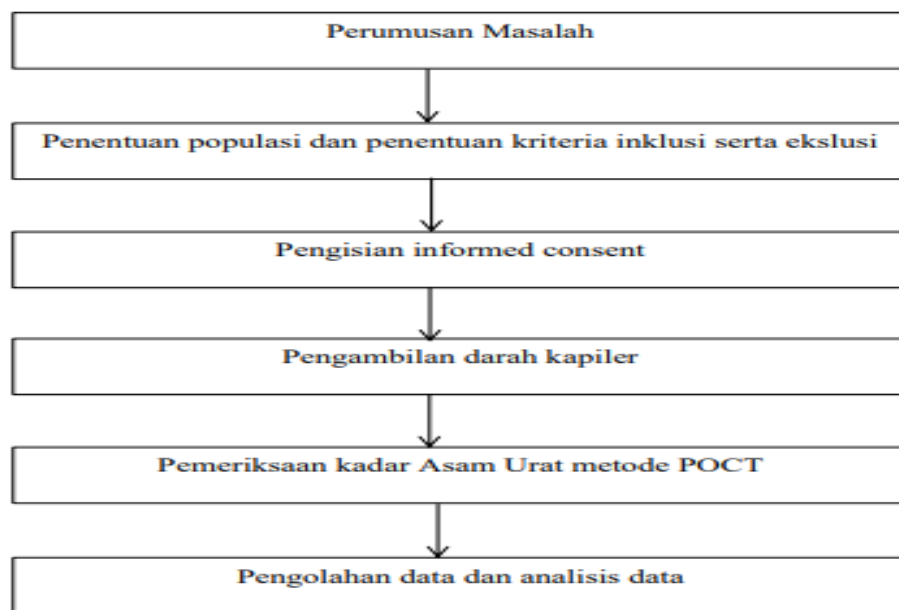 Perumusan Masalah
Penentuan populasi dan penentuan kriteria inklusi serta ekslusi
Pengisian informed consent
Pengambilan darah kapiler
Pemeriksaan kadar Asam Urat metode POCT
Pengolahan data dan analisis data